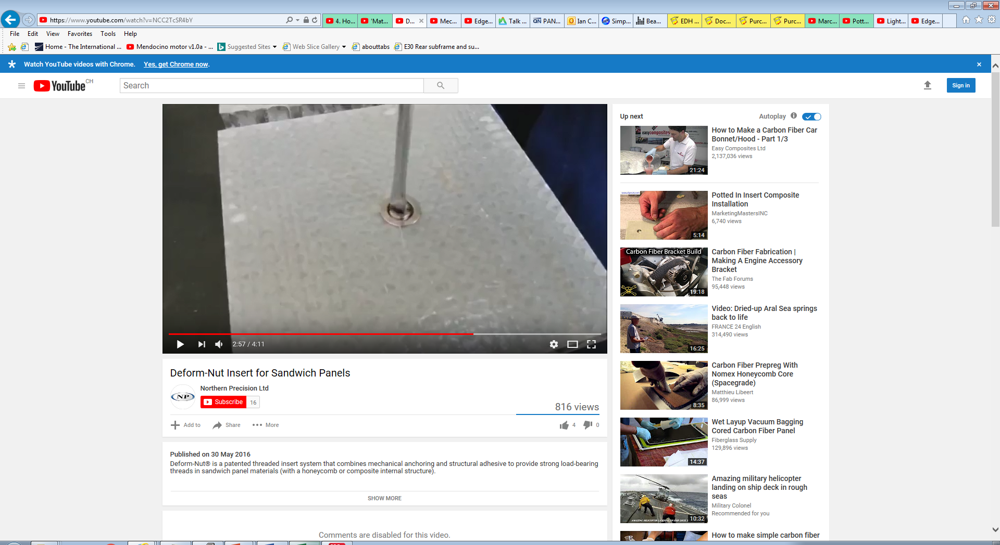 https://www.youtube.com/watch?v=NCC2TcSR4bY
4. Ho...
'Mat...
D...
Mec...
Edge...
Talk ...
PAN...
Ian C...
Simp...
Bea...
EDH ...
Doc...
Purc...
Purc...
Marc...
Pott...
Light...
Edge...
File Edit View Favorites Tools Help
Home - The International ...
Mendocino motor v1.0a - ...
Suggested Sites
Web Slice Gallery
abouttabs
E30 Rear subframe and su...
Watch YouTube videos with Chrome. Yes, get Chrome now.
YouTube CH
Search
Sign in
2:57 / 4:11
Deform-Nut Insert for Sandwich Panels
NP
Northern Precision Ltd
Subscribe 16
816 views
Add to Share More
4 0
Published on 30 May 2016
Deform-Nut® is a patented threaded insert system that combines mechanical anchoring and structural adhesive to provide strong load-bearing
threads in sandwich panel materials (with a honeycomb or composite internal structure).
SHOW MORE
Comments are disabled for this video.
Up next
Autoplay
easycomposites
21:24
How to Make a Carbon Fiber Car
Bonnet/Hood - Part 1/3
Easy Composites Ltd
2,137,036 views
www.clipnuts.com
5:14
Potted In Insert Composite
Installation
MarketingMastersINC
6,740 views
Carbon Fiber Bracket Build
19:18
Carbon Fiber Fabrication |
Making A Engine Accessory
Bracket
The Fab Forums
95,448 views
16:25
Video: Dried-up Aral Sea springs
back to life
FRANCE 24 English
314,490 views
8:35
Carbon Fiber Prepreg With
Nomex Honeycomb Core
(Spacegrade)
Matthieu Libeert
86,999 views
14:37
Wet Layup Vacuum Bagging
Cored Carbon Fiber Panel
Fiberglass Supply
129,896 views
AMAZING HELICOPTER LANDING ON SHIP DECK
10:32
Amazing military helicopter
landing on ship deck in rough
seas
Military Colonel
Recommended for you
How to make simple carbon fiber